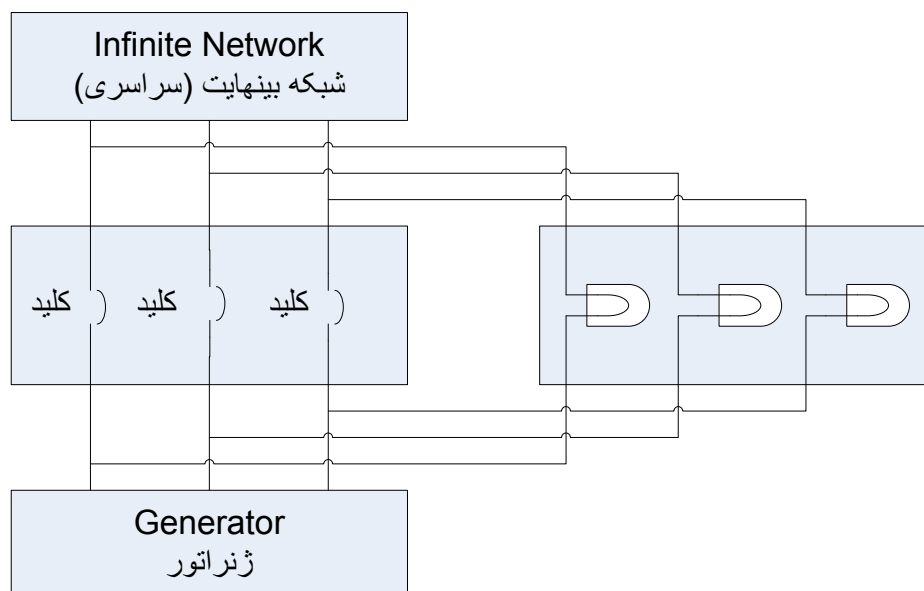 Infinite Network
شبکه بینهایت (سراسری)
کلید کلید کلید
Generator
ژنراتور